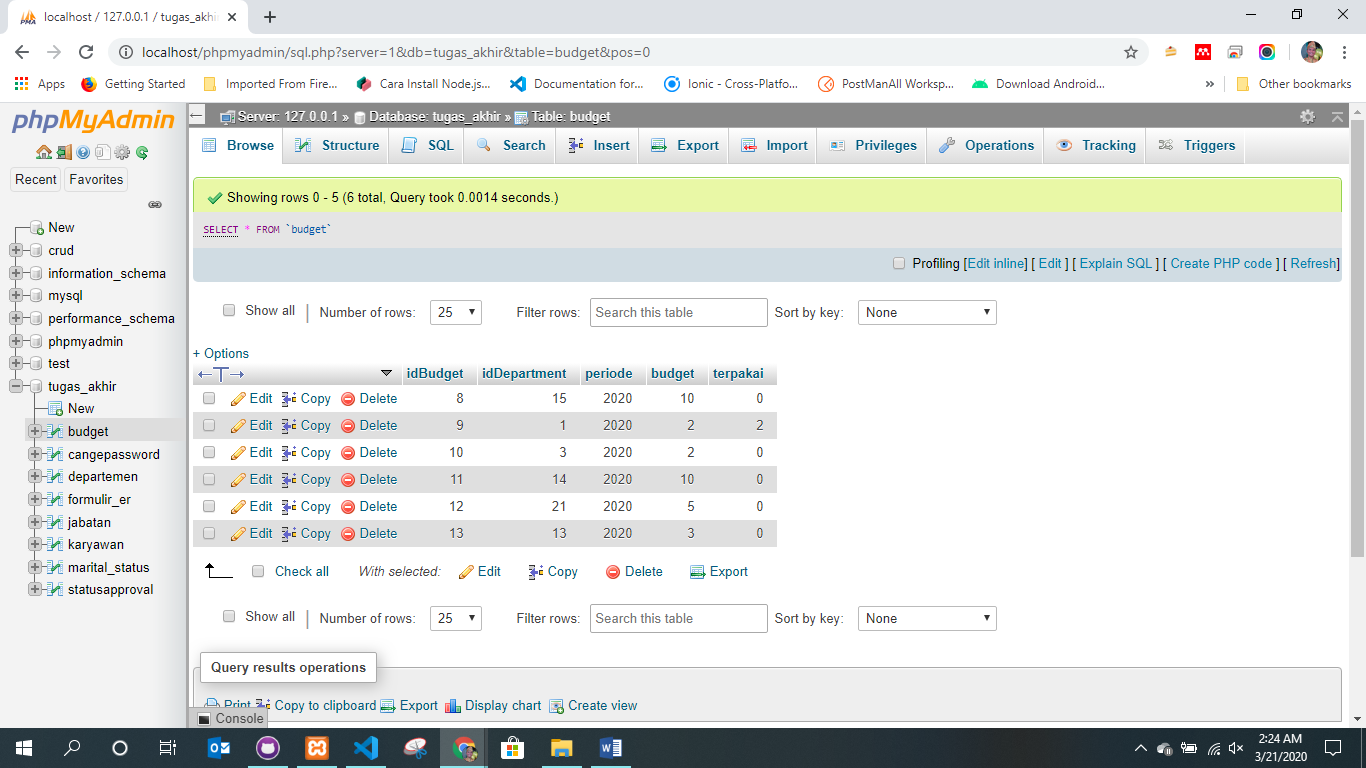 localhost / 127.0.0.1 / tugas_akhi
localhost/phpmyadmin/sql.php?server=1&db=tugas_akhir&table=budget&pos=0
Apps Getting Started Imported From Fire... Cara Install Node.js... Documentation for... Ionic - Cross-Platfo... PostManAll Worksp... Download Android... » Other bookmarks
phpMyAdmin
Recent Favorites
New
crud
information_schema
mysql
performance_schema
phpmyadmin
test
tugas_akhir
New
budget
cangepassword
departemen
formulir_er
jabatan
karyawan
marital_status
statusapproval
Server: 127.0.0.1 » Database: tugas_akhir » Table: budget
Browse Structure SQL Search Insert Export Import Privileges Operations Tracking Triggers
Showing rows 0 - 5 (6 total, Query took 0.0014 seconds.)
SELECT * FROM `budget`
Profiling [Edit inline] [ Edit ] [ Explain SQL ] [ Create PHP code ] [ Refresh]
Show all | Number of rows: 25 Filter rows: Search this table Sort by key: None
+ Options
idBudget idDepartment periode budget terpakai
Edit Copy Delete 8 15 2020 10 0
Edit Copy Delete 9 1 2020 2 2
Edit Copy Delete 10 3 2020 2 0
Edit Copy Delete 11 14 2020 10 0
Edit Copy Delete 12 21 2020 5 0
Edit Copy Delete 13 13 2020 3 0
Check all With selected: Edit Copy Delete Export
Show all | Number of rows: 25 Filter rows: Search this table Sort by key: None
Query results operations
Print Copy to clipboard Export Display chart Create view
Console
2:24 AM
3/21/2020